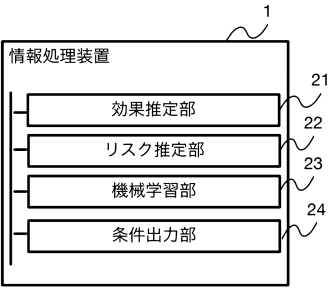 1
情報処理装置
効果推定部
21
リスク推定部
22
機械学習部
23
条件出力部
24